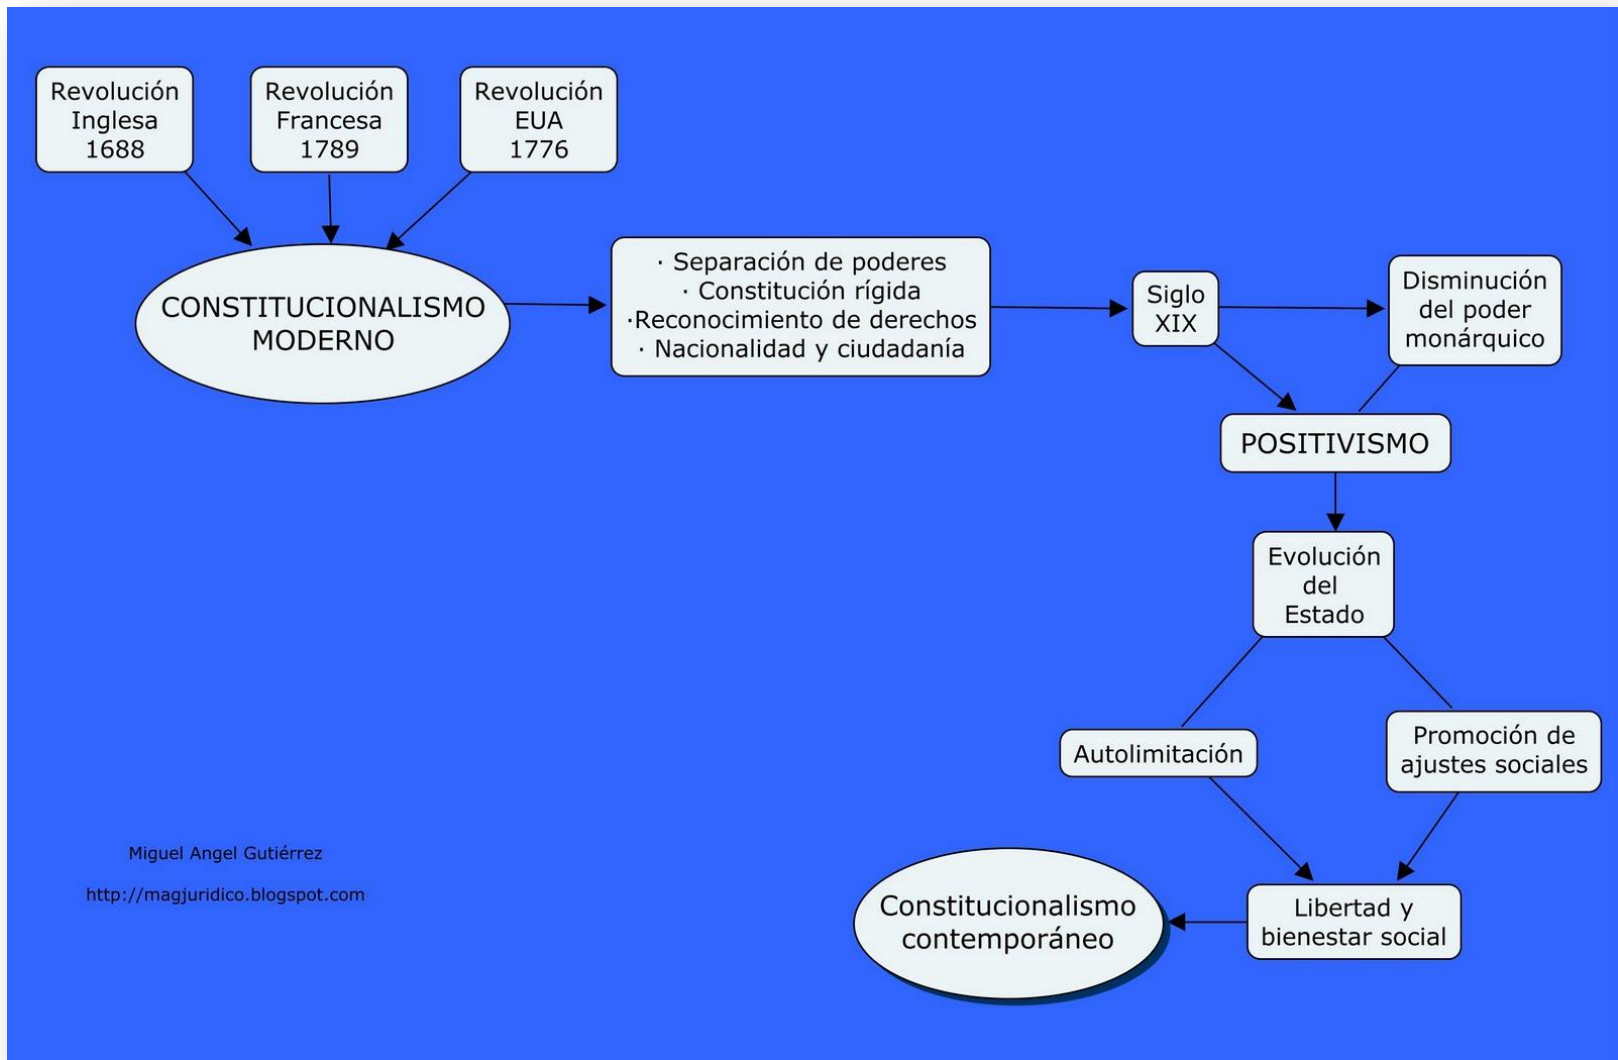 Revolución
Inglesa
1688
Revolución
Francesa
1789
Revolución
EUA
1776
CONSTITUCIONALISMO
MODERNO
· Separación de poderes
· Constitución rígida
·Reconocimiento de derechos
· Nacionalidad y ciudadanía
Siglo
XIX
Disminución
del poder
monárquico
POSITIVISMO
Evolución
del
Estado
Autolimitación
Promoción de
ajustes sociales
Libertad y
bienestar social
Constitucionalismo
contemporáneo
Miguel Angel Gutiérrez
http://magjuridico.blogspot.com